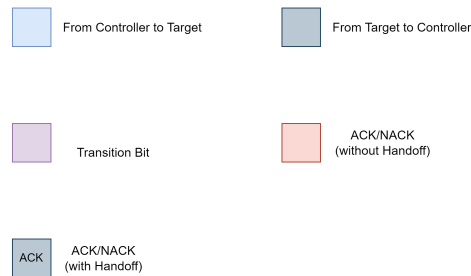 From Controller to Target
From Target to Controller
Transition Bit
ACK/NACK
(without Handoff)
ACK
ACK/NACK
(with Handoff)